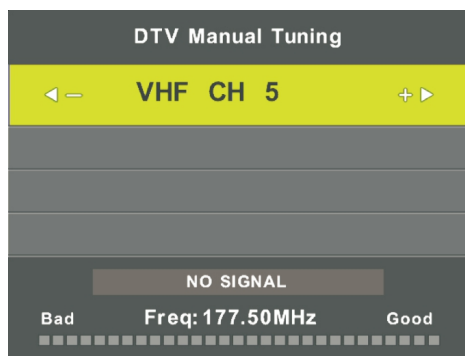 DTV Manual Tuning
− VHF CH 5 +
NO SIGNAL
Bad Freq: 177.50MHz Good